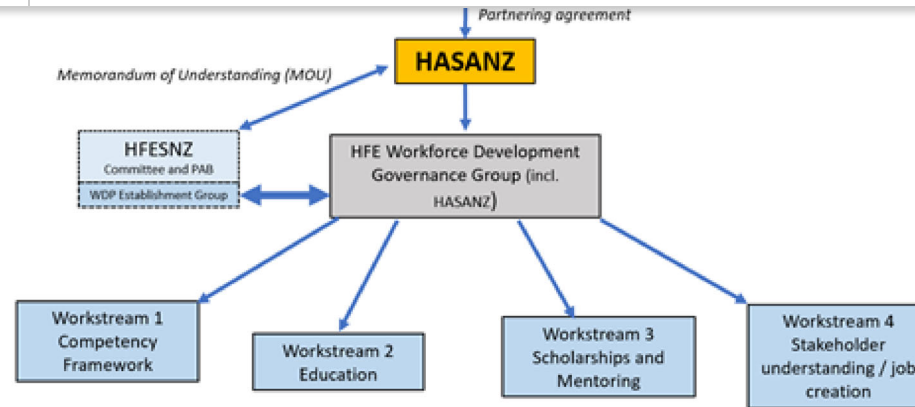 Partnering agreement
HASANZ
Memorandum of Understanding (MOU)
HFESNZ
Committee and PAB
WDP Establishment Group
HFE Workforce Development
Governance Group (incl.
HASANZ)
Workstream 1
Competency
Framework
Workstream 2
Education
Workstream 3
Scholarships and
Mentoring
Workstream 4
Stakeholder
understanding / job
creation